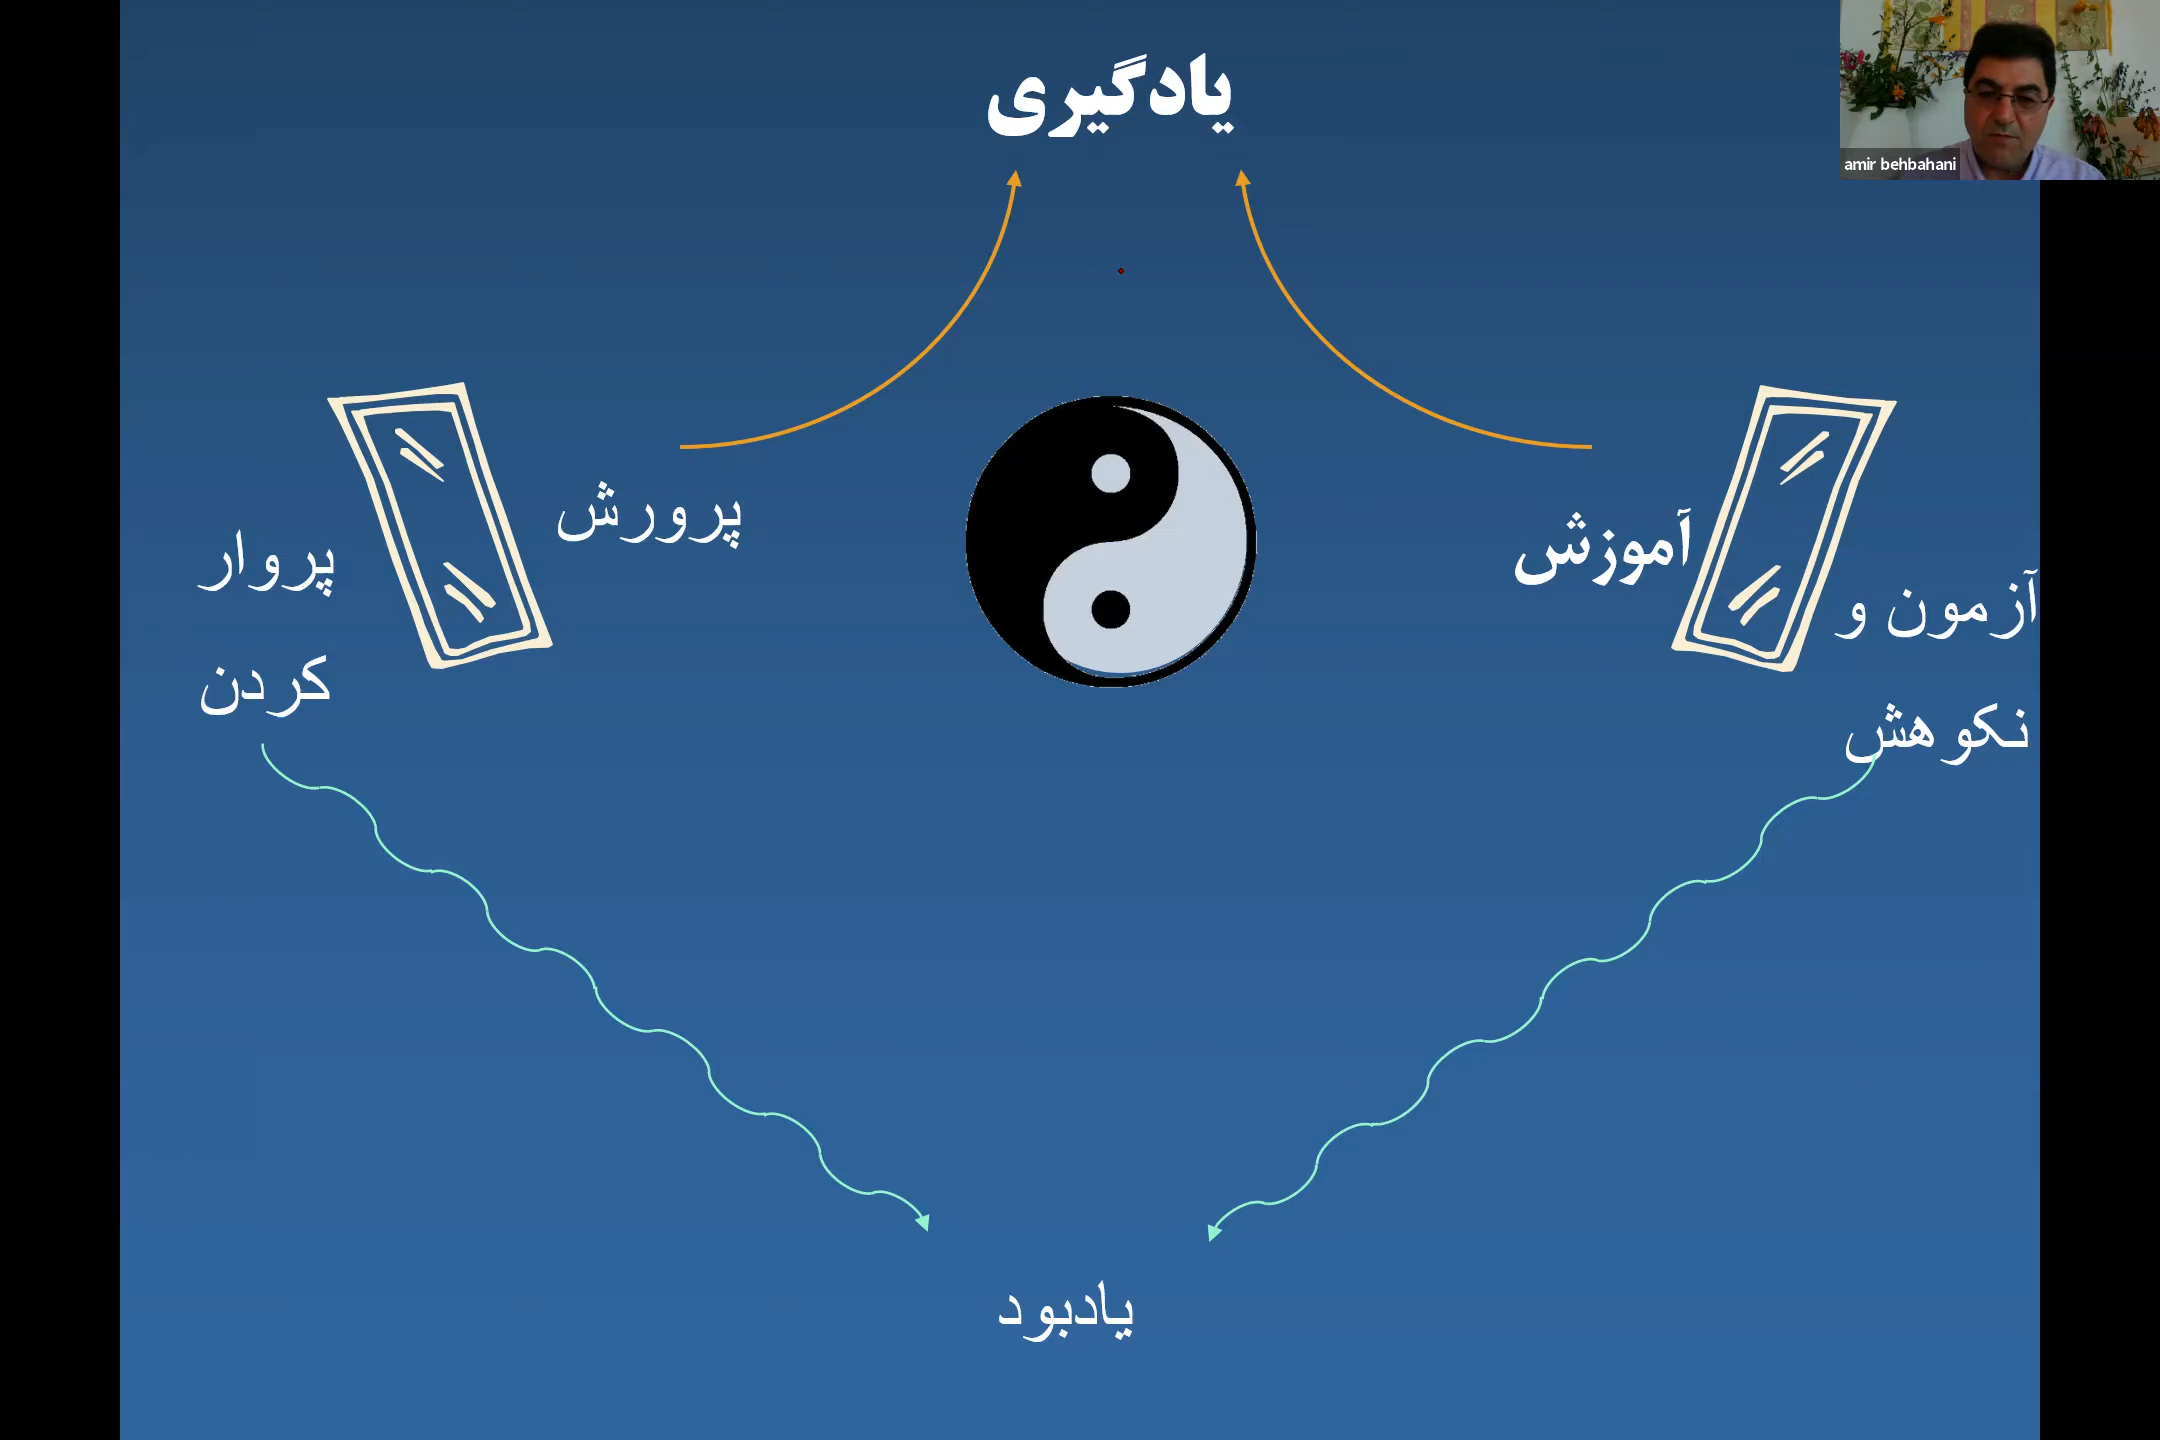 یادگیری
amir behbahani
آموزش
پرورش
آزمون و
نکوهش
پروار
کردن
یادبود